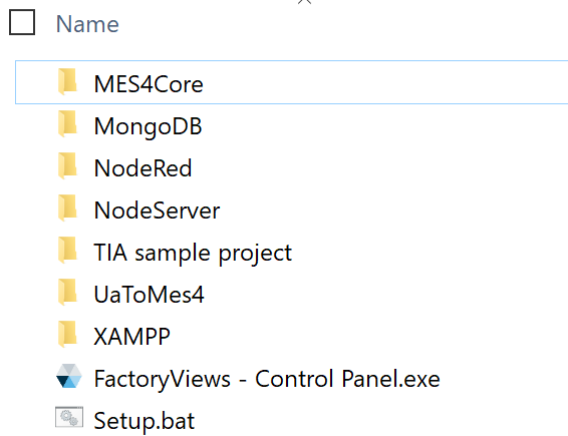 Name
MES4Core
MongoDB
NodeRed
NodeServer
TIA sample project
UaToMes4
XAMPP
FactoryViews - Control Panel.exe
Setup.bat